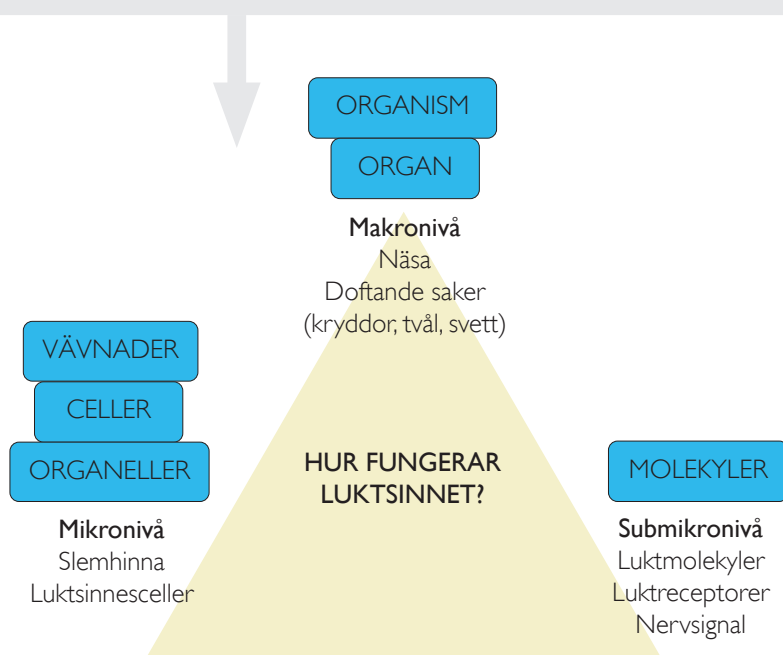 ORGANISM
ORGAN
Makronivå
Näsa
Doftande saker
(kryddor, tvål, svett)
VÄVNADER
CELLER
ORGANELLER
Mikronivå
Slemhinna
Luktsinnesceller
HUR FUNGERAR
LUKTSINNET?
MOLEKYLER
Submikronivå
Luktmolekyler
Luktreceptorer
Nervsignal